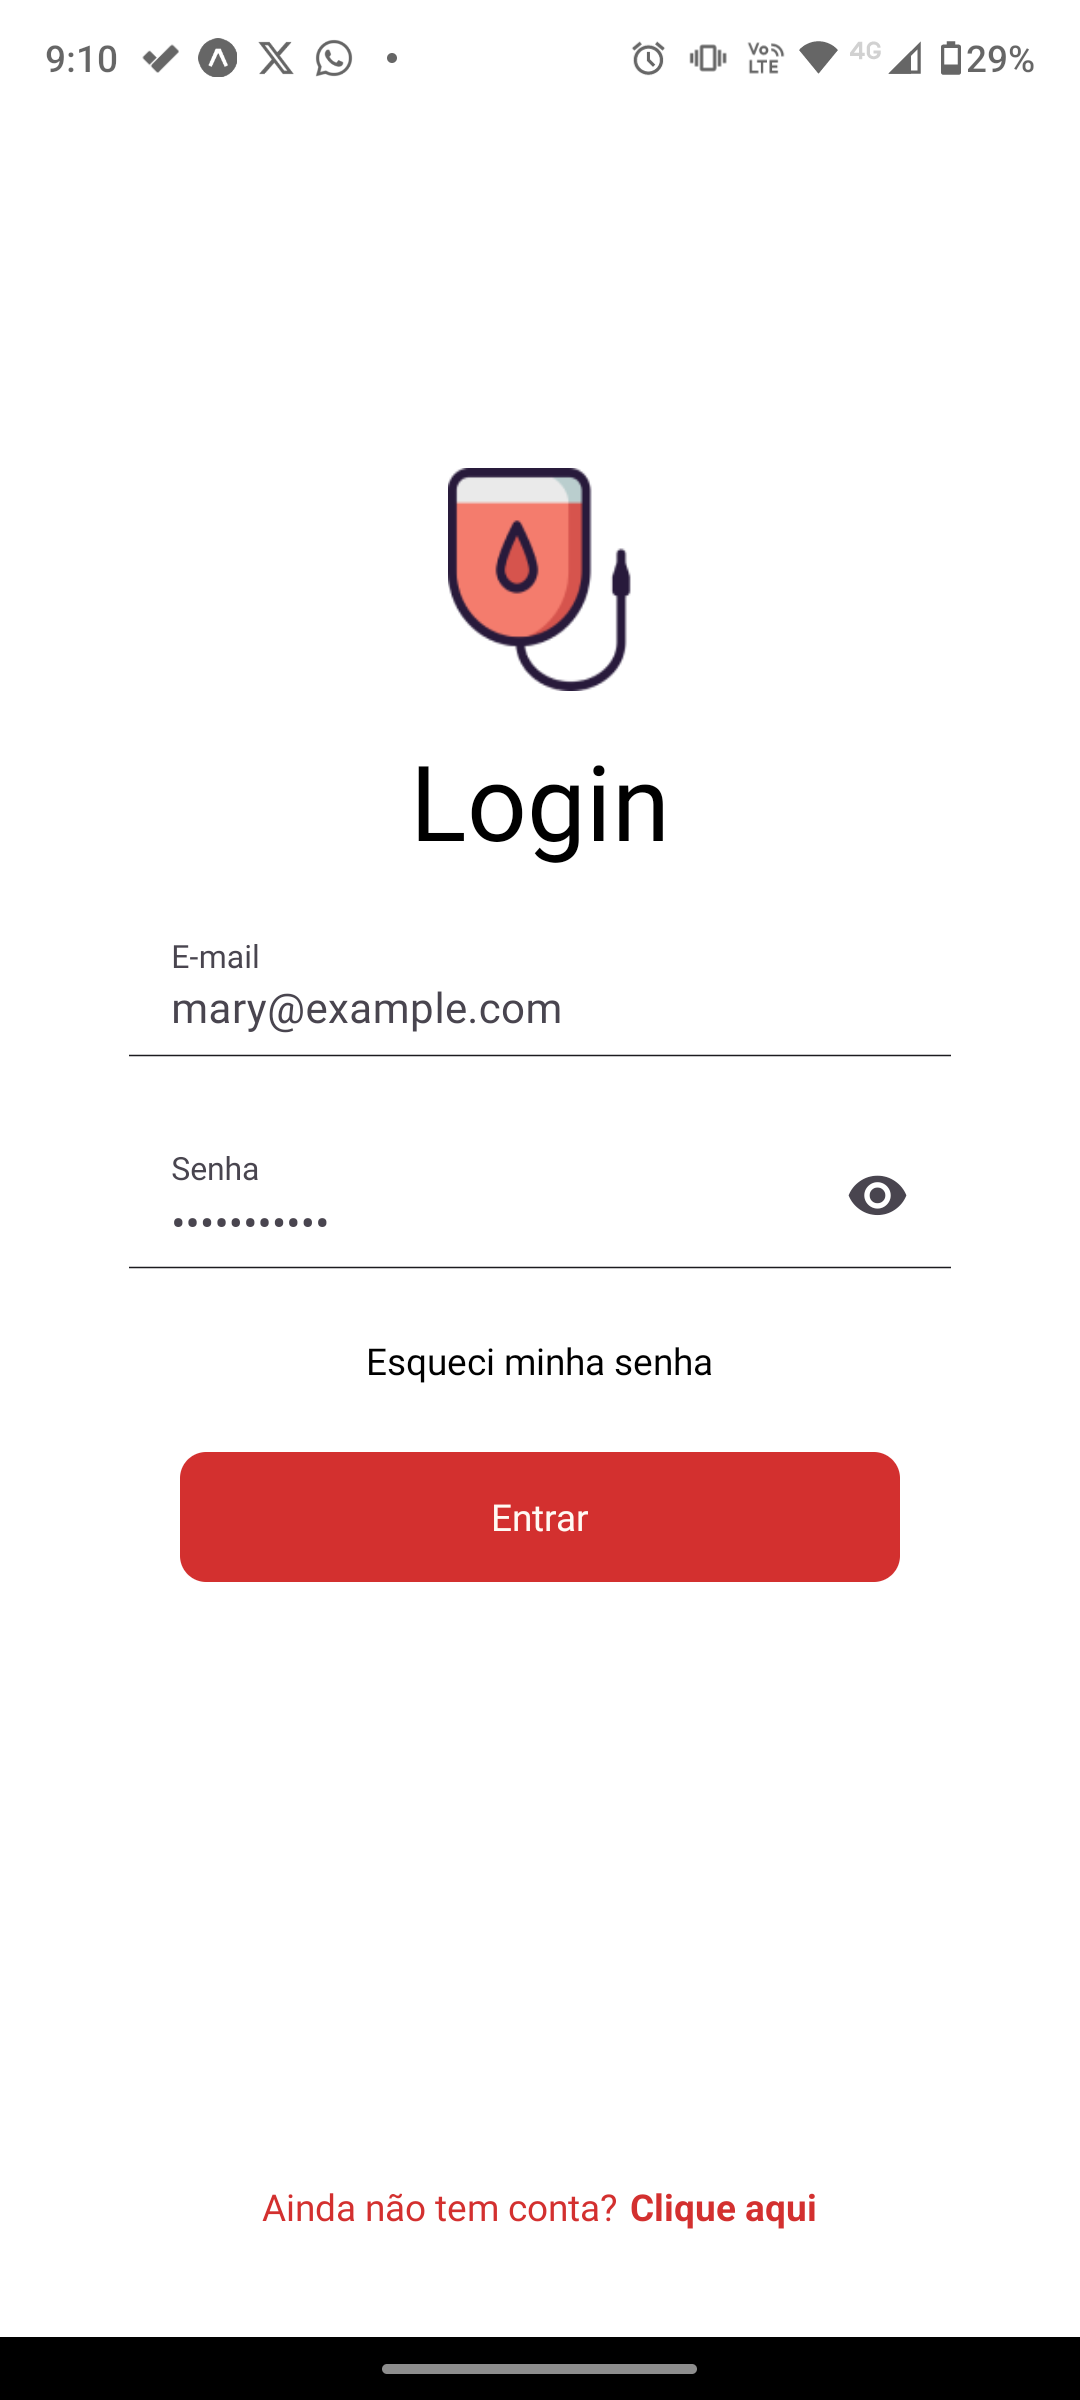 9:10 Vo LTE 4G 29%
Login
E-mail
mary@example.com
Senha
•••••••••••
Esqueci minha senha
Entrar
Ainda não tem conta? Clique aqui